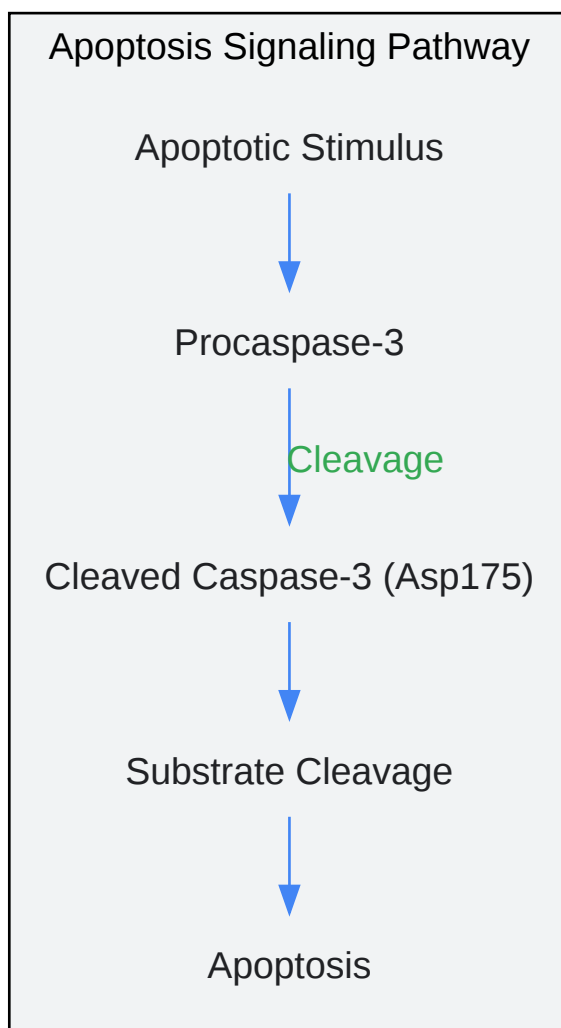 Apoptosis Signaling Pathway
Apoptotic Stimulus
Procaspase-3
Cleavage
Cleaved Caspase-3 (Asp175)
Substrate Cleavage
Apoptosis